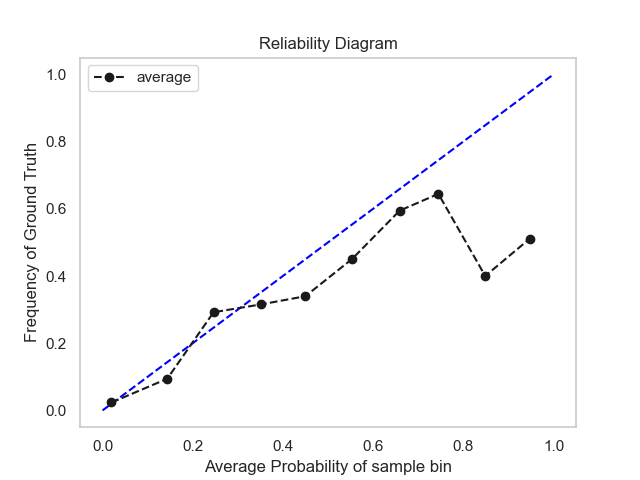 Reliability Diagram
average
Frequency of Ground Truth
1.0
0.8
0.6
0.4
0.2
0.0
0.0 0.2 0.4 0.6 0.8 1.0
Average Probability of sample bin